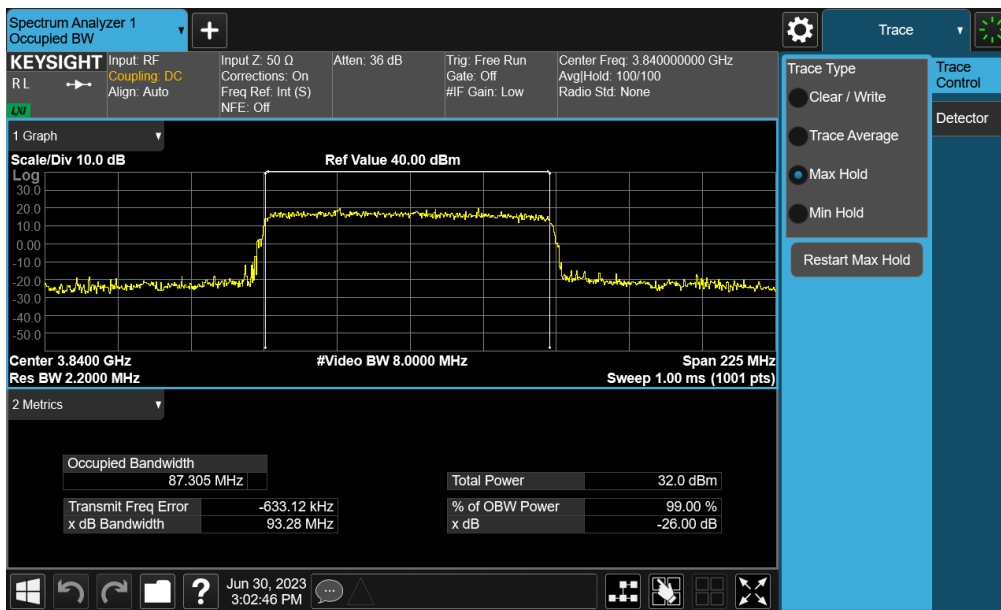 Spectrum Analyzer 1
Occupied BW
+
Trace
KEYSIGHT
R L
LXI
Input: RF
Coupling: DC
Align: Auto
Input Z: 50 Ω
Corrections: On
Freq Ref: Int (S)
NFE: Off
Atten: 36 dB
Trig: Free Run
Gate: Off
#IF Gain: Low
Center Freq: 3.840000000 GHz
Avg|Hold: 100/100
Radio Std: None
Trace Type
Clear / Write
Trace Average
Max Hold
Min Hold
Restart Max Hold
Trace
Control
Detector
1 Graph
Scale/Div 10.0 dB
Ref Value 40.00 dBm
Log
30.0
20.0
10.0
0.00
-10.0
-20.0
-30.0
-40.0
-50.0
Center 3.8400 GHz
#Video BW 8.0000 MHz
Span 225 MHz
Res BW 2.2000 MHz
Sweep 1.00 ms (1001 pts)
2 Metrics
Occupied Bandwidth
87.305 MHz
Total Power 32.0 dBm
Transmit Freq Error -633.12 kHz
% of OBW Power 99.00 %
x dB Bandwidth 93.28 MHz
x dB -26.00 dB
?
Jun 30, 2023
3:02:46 PM